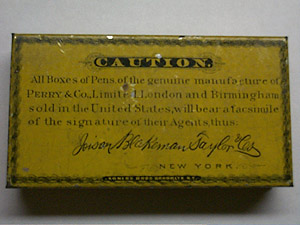 CAUTION.
All Boxes of Pens of the genuine manufacture of
PERRY & Co., Limited London and Birmingham,
sold in the United States, will bear a facsimile
of the signature of their Agents, thus.
Ivison Blakeman Taylor & Co
NEW YORK.